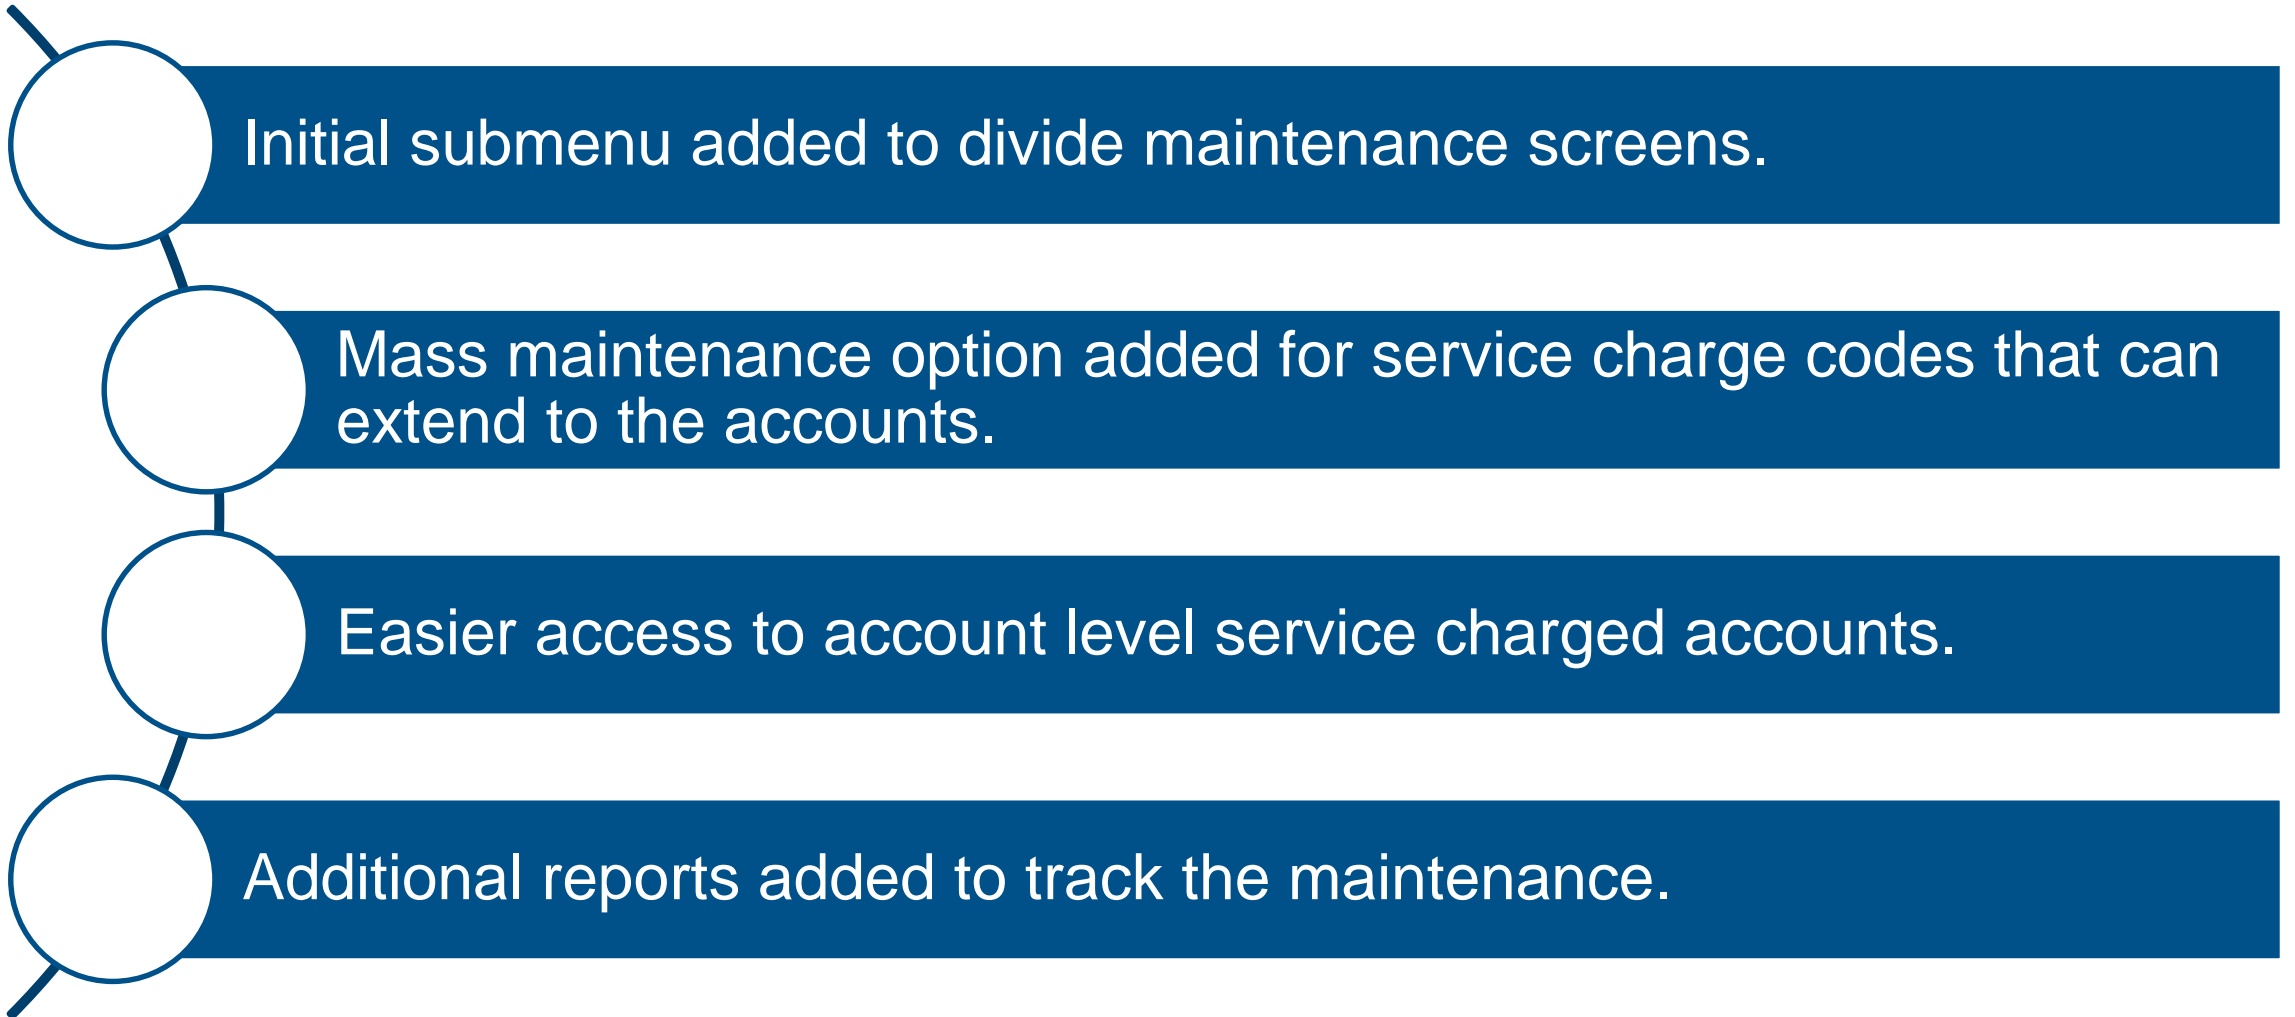 Initial submenu added to divide maintenance screens.
Mass maintenance option added for service charge codes that can
extend to the accounts.
Easier access to account level service charged accounts.
Additional reports added to track the maintenance.